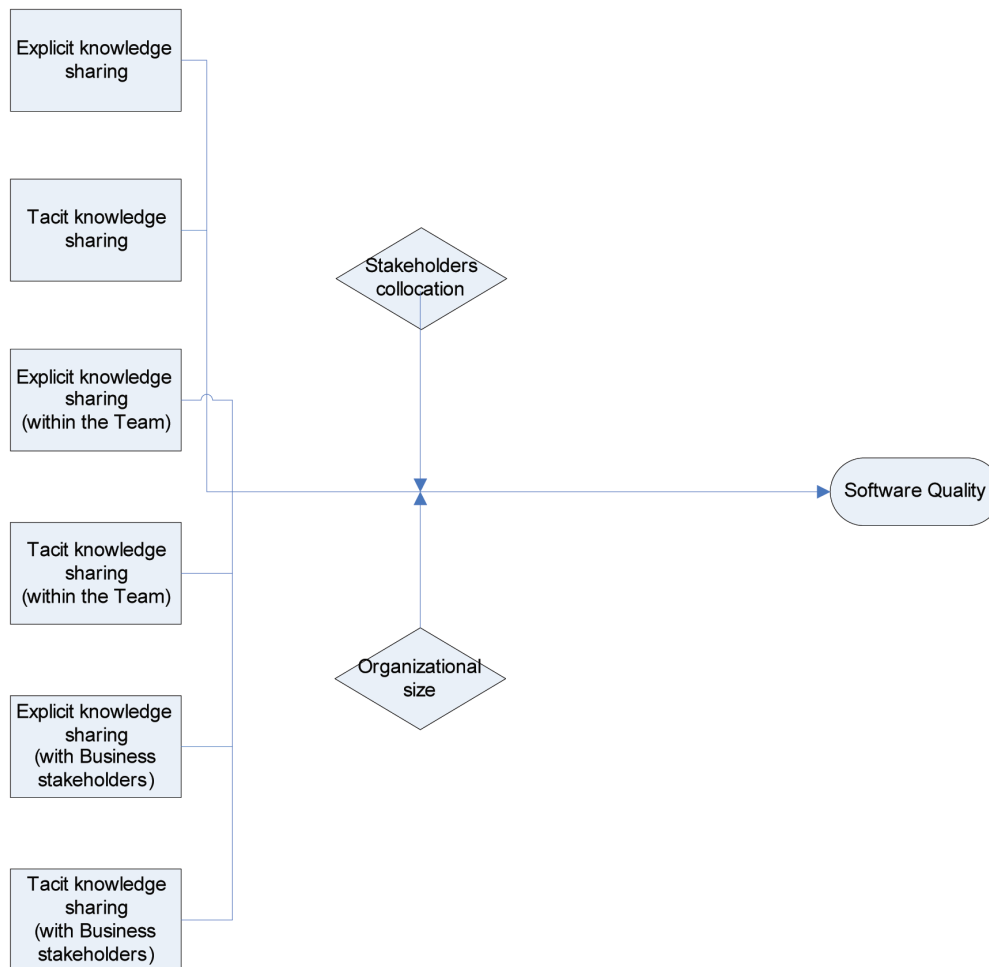 Explicit knowledge
sharing
Tacit knowledge
sharing
Stakeholders
collocation
Explicit knowledge
sharing
(within the Team)
Software Quality
Tacit knowledge
sharing
(within the Team)
Organizational
size
Explicit knowledge
sharing
(with Business
stakeholders)
Tacit knowledge
sharing
(with Business
stakeholders)